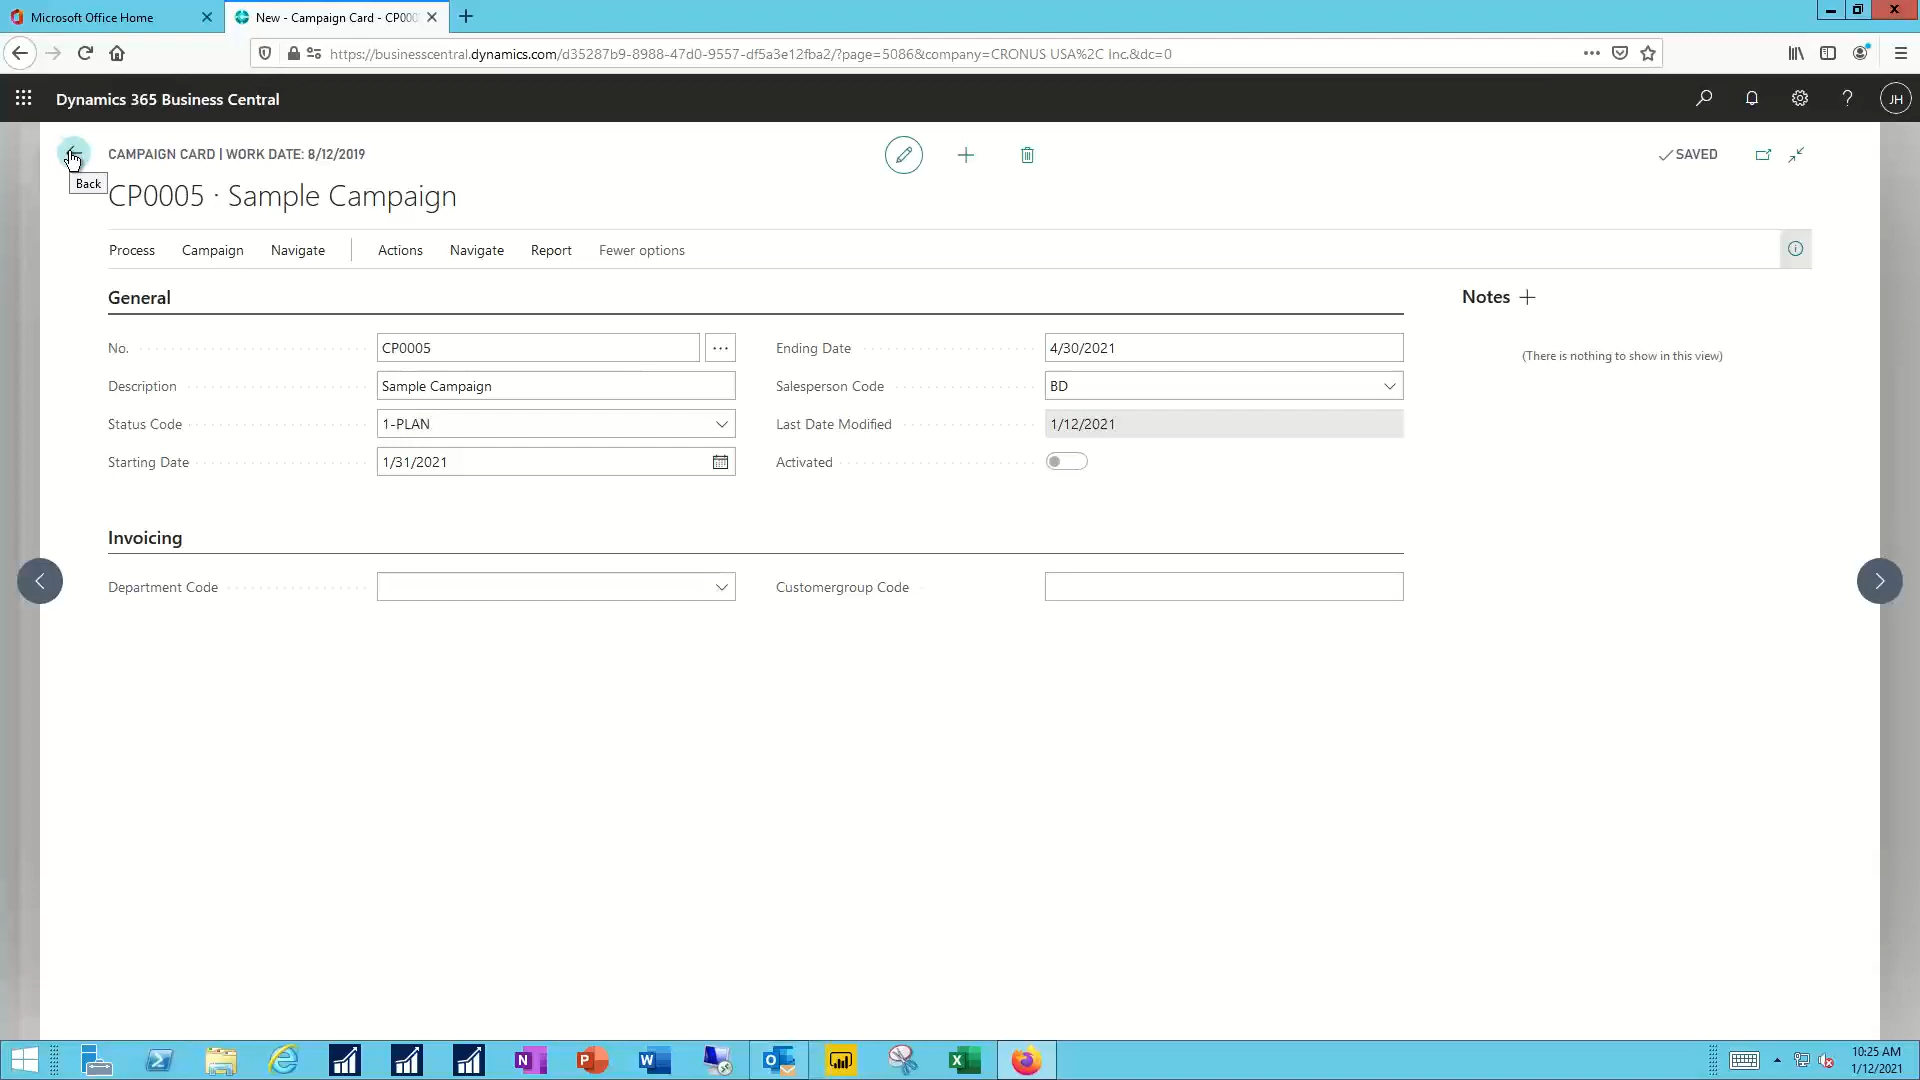 Microsoft Office Home
New - Campaign Card - CP000
https://businesscentral.dynamics.com/d35287b9-8988-47d0-9557-df5a3e12fba2/?page=5086&company=CRONUS USA%2C Inc.&dc=0
Dynamics 365 Business Central
JH
CAMPAIGN CARD | WORK DATE: 8/12/2019
SAVED
Back
CP0005 · Sample Campaign
Process Campaign Navigate Actions Navigate Report Fewer options
General
Notes
No. CP0005
Ending Date 4/30/2021
(There is nothing to show in this view)
Description Sample Campaign
Salesperson Code BD
Status Code 1-PLAN
Last Date Modified 1/12/2021
Starting Date 1/31/2021
Activated
Invoicing
Department Code
Customergroup Code
10:25 AM
1/12/2021